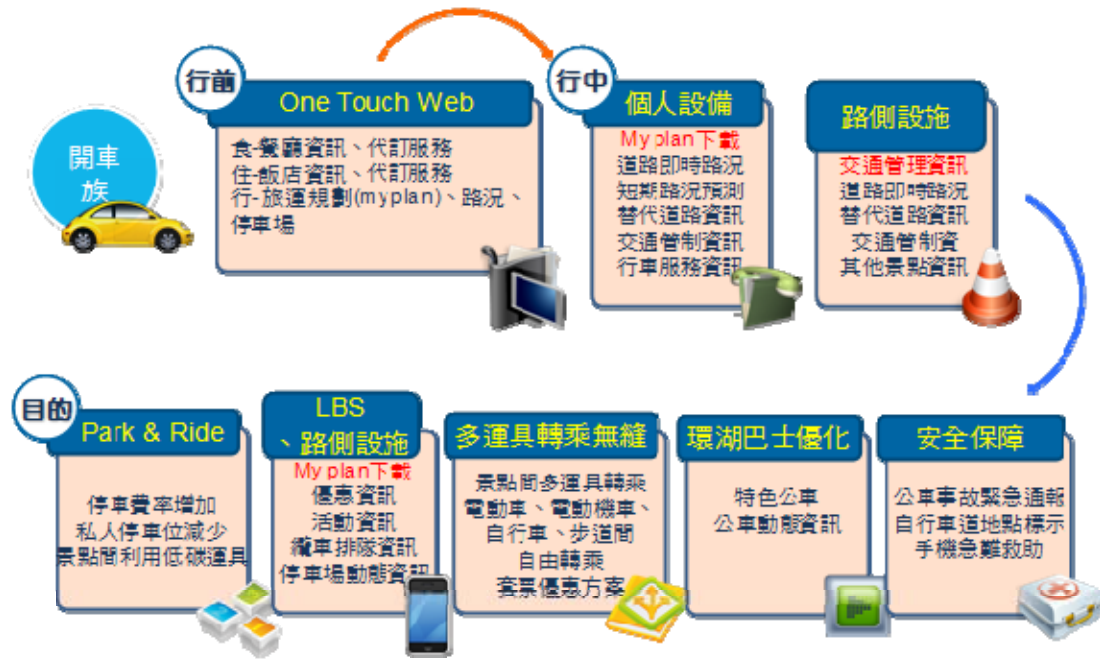 行前
One Touch Web
食-餐廳資訊、代訂服務
住-飯店資訊、代訂服務
行-旅運規劃(myplan)、路況、
停車場
開車
族
行中
個人設備
My plan下載
道路即時路況
短期路況預測
替代道路資訊
交通管制資訊
行車服務資訊
路側設施
交通管理資訊
道路即時路況
替代道路資訊
交通管制資
其他景點資訊
目的
Park & Ride
停車費率增加
私人停車位減少
景點間利用低碳運具
LBS
、路側設施
My plan下載
優惠資訊
活動資訊
纜車排隊資訊
停車場動態資訊
多運具轉乘無縫
景點間多運具轉乘
電動車、電動機車、
自行車、步道間
自由轉乘
套票優惠方案
環湖巴士優化
特色公車
公車動態資訊
安全保障
公車事故緊急通報
自行車道地點標示
手機急難救助